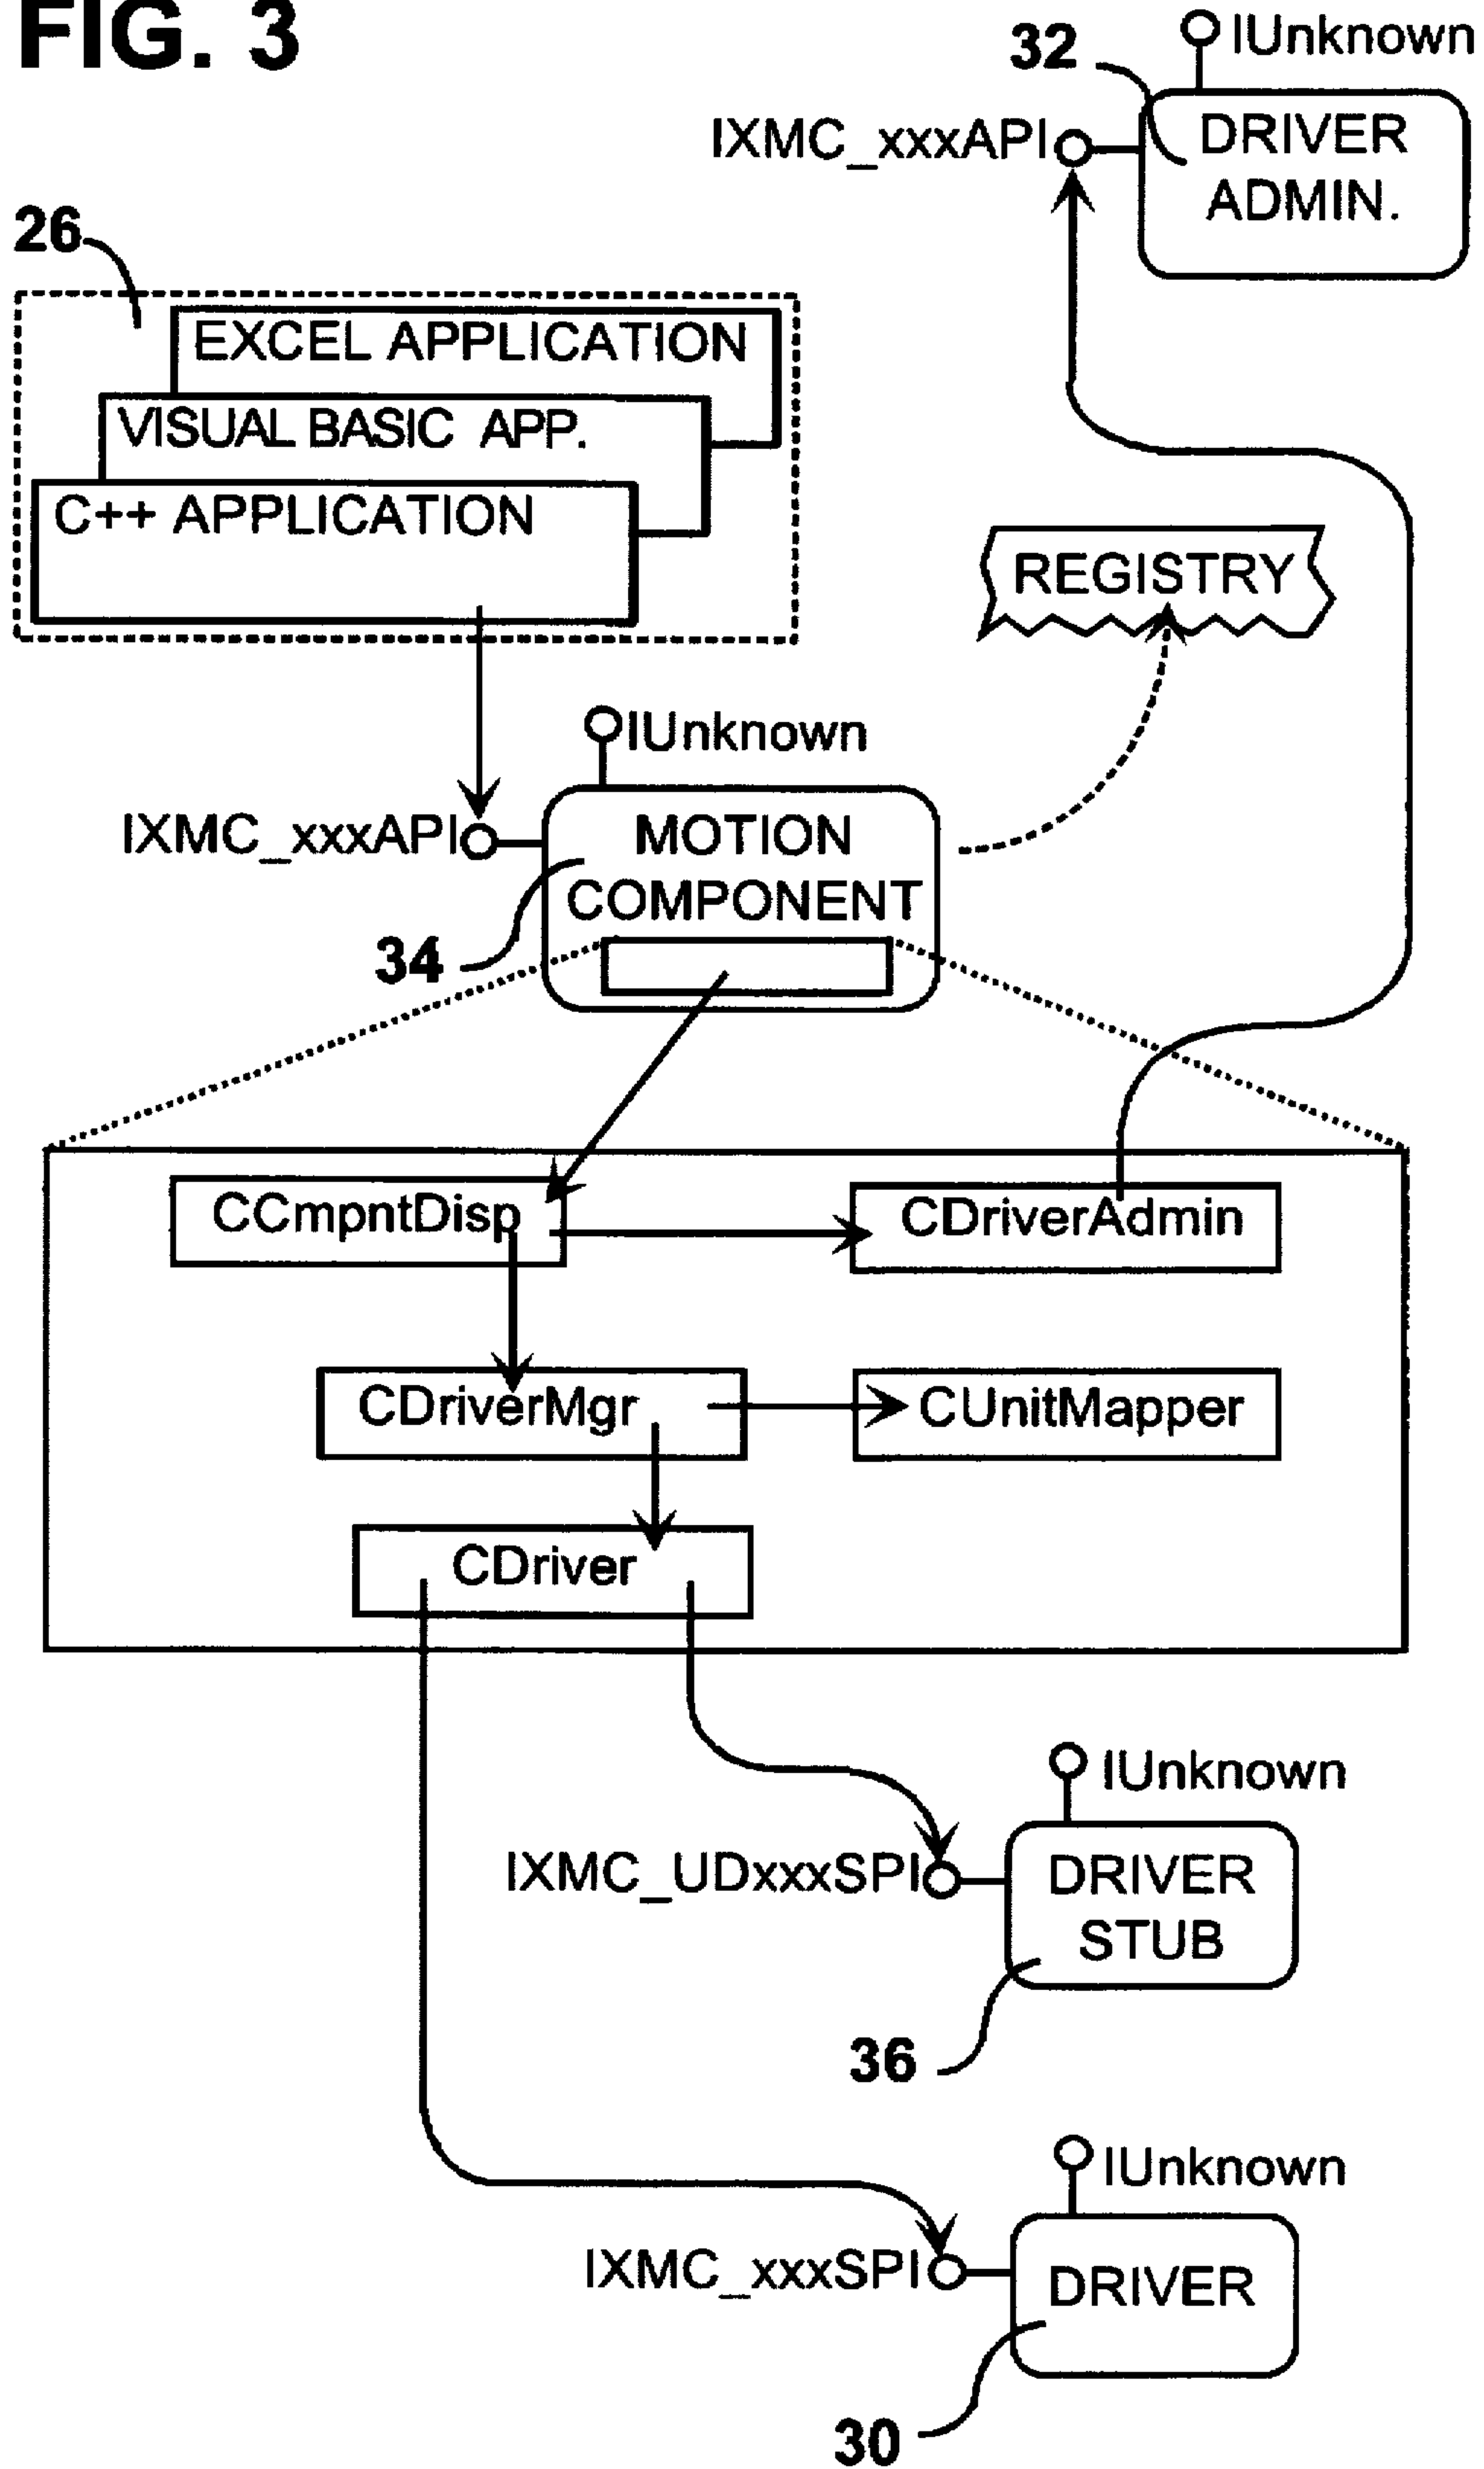 FIG. 3
32
IUnknown
IXMC_xxxAPI
DRIVER
ADMIN.
26
EXCEL APPLICATION
VISUAL BASIC APP.
C++ APPLICATION
REGISTRY
IUnknown
IXMC_xxxAPI
MOTION
COMPONENT
34
CCmpntDisp
CDriverAdmin
CDriverMgr
CUnitMapper
CDriver
IUnknown
IXMC_UDxxxSPI
DRIVER
STUB
36
IUnknown
IXMC_xxxSPI
DRIVER
30